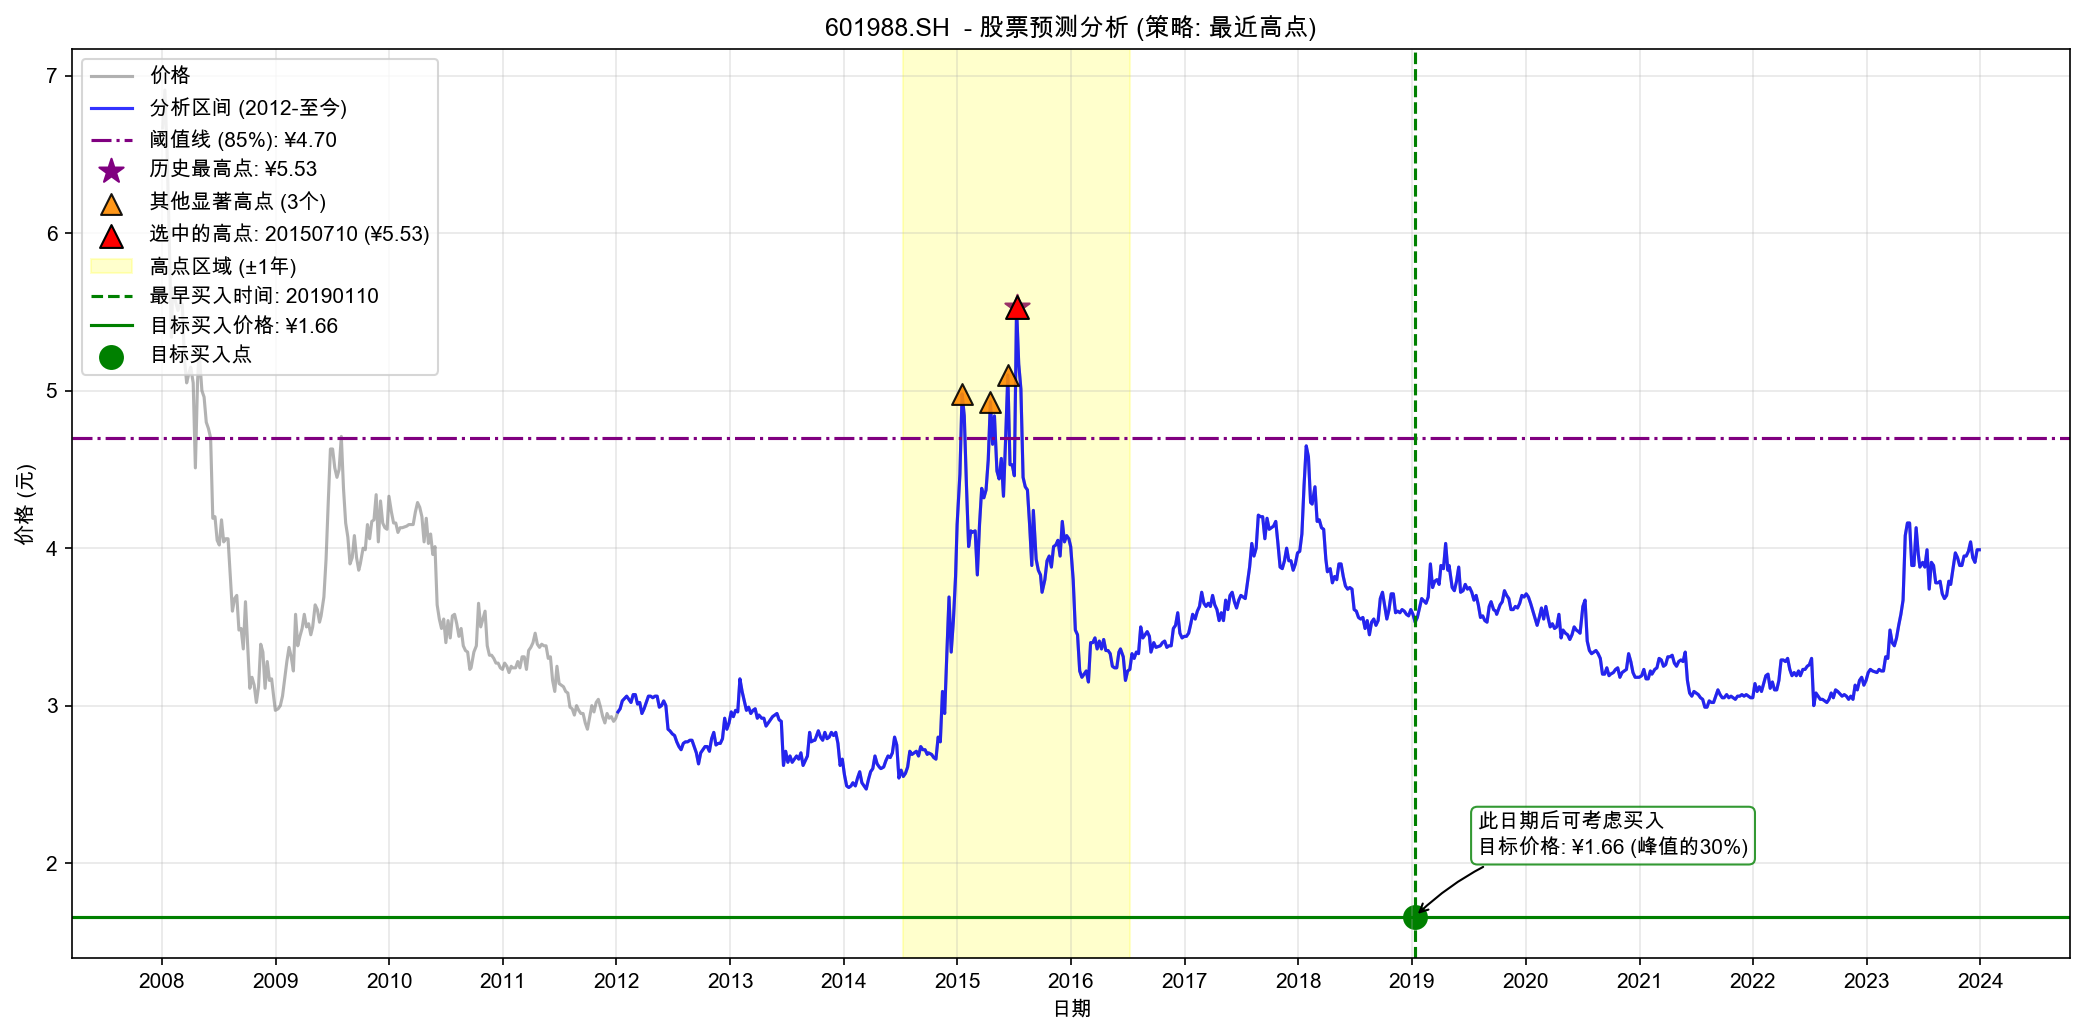 601988.SH - 股票预测分析 (策略: 最近高点)
价格
分析区间 (2012-至今)
阈值线 (85%): ¥4.70
历史最高点: ¥5.53
其他显著高点 (3个)
选中的高点: 20150710 (¥5.53)
高点区域 (±1年)
最早买入时间: 20190110
目标买入价格: ¥1.66
目标买入点
价格 (元)
7
6
5
4
3
2
此日期后可考虑买入
目标价格: ¥1.66 (峰值的30%)
2008 2009 2010 2011 2012 2013 2014 2015 2016 2017 2018 2019 2020 2021 2022 2023 2024
日期